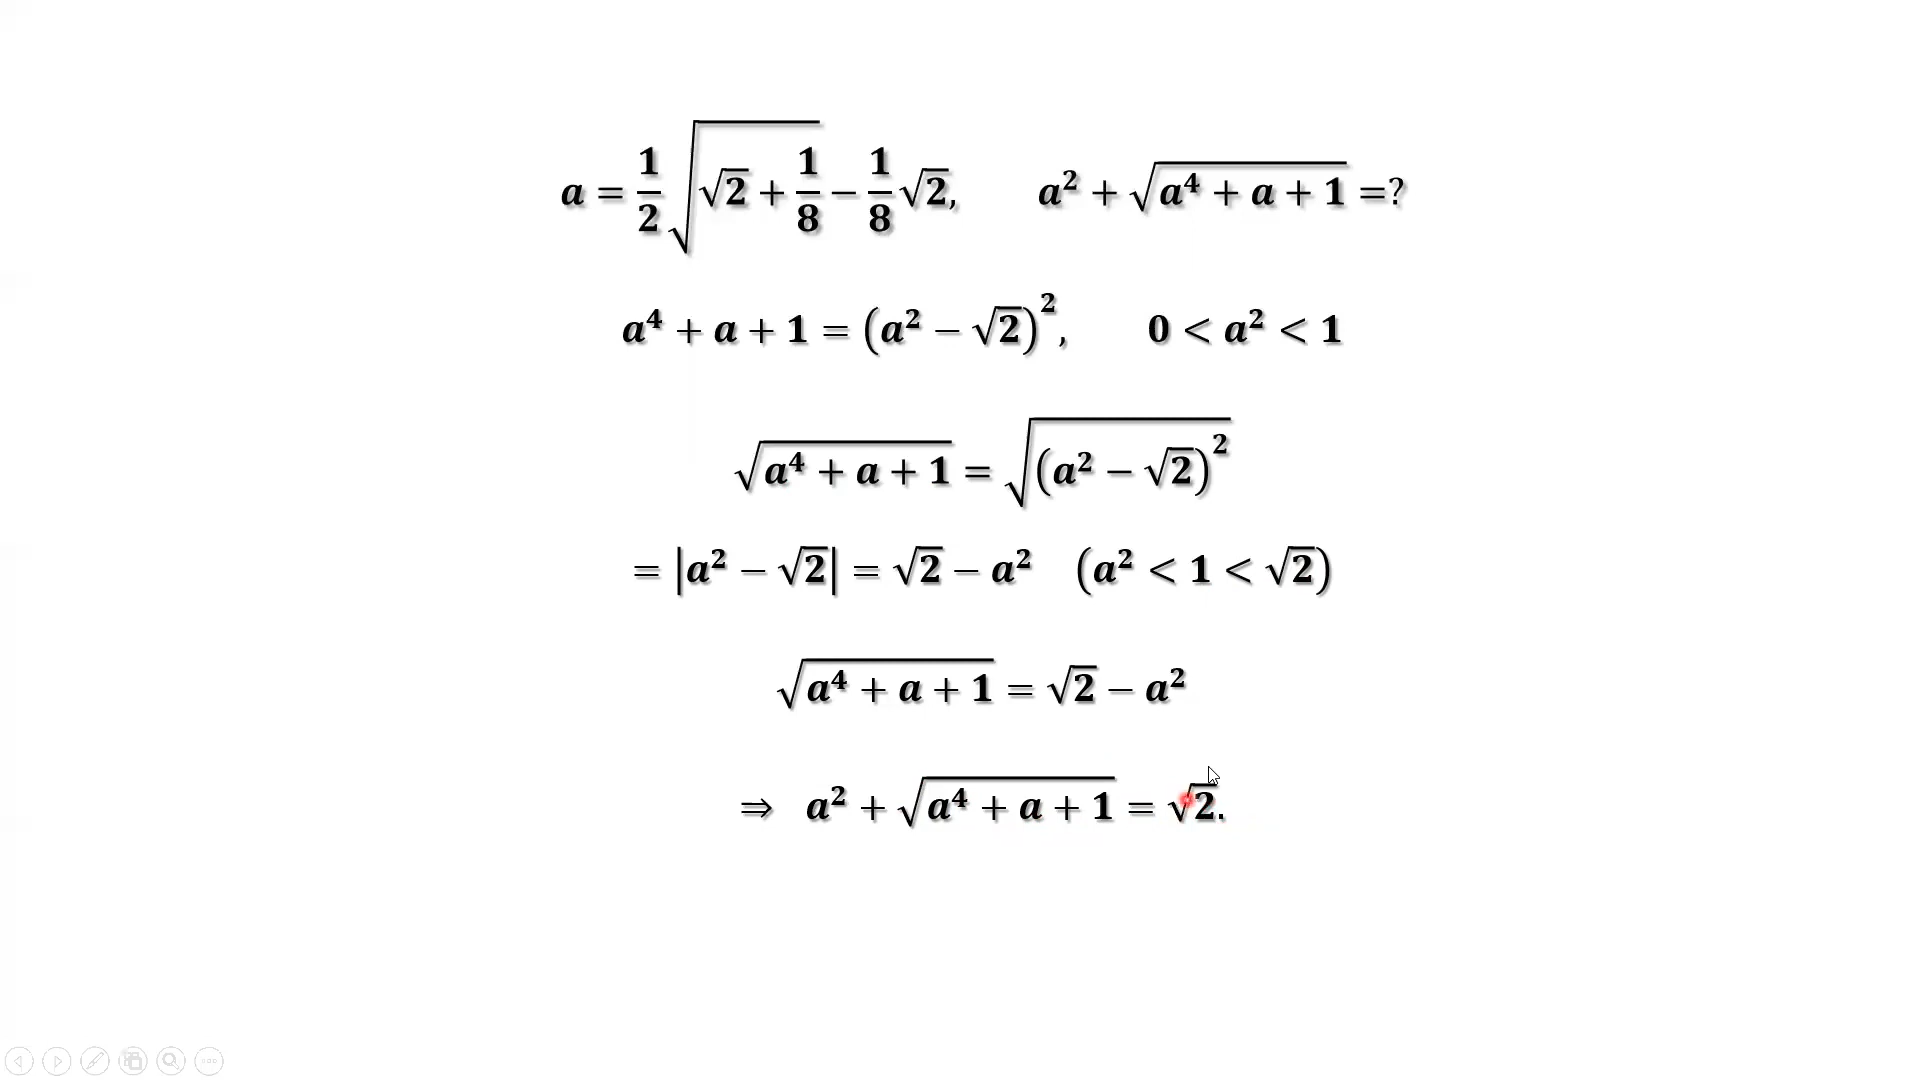 a = 1/2 √(√2 + 1/8) − 1/8 √2, a² + √(a⁴ + a + 1) =?
a⁴ + a + 1 = (a² − √2)², 0 < a² < 1
√(a⁴ + a + 1) = √((a² − √2)²)
= |a² − √2| = √2 − a² (a² < 1 < √2)
√(a⁴ + a + 1) = √2 − a²
⇒ a² + √(a⁴ + a + 1) = √2.